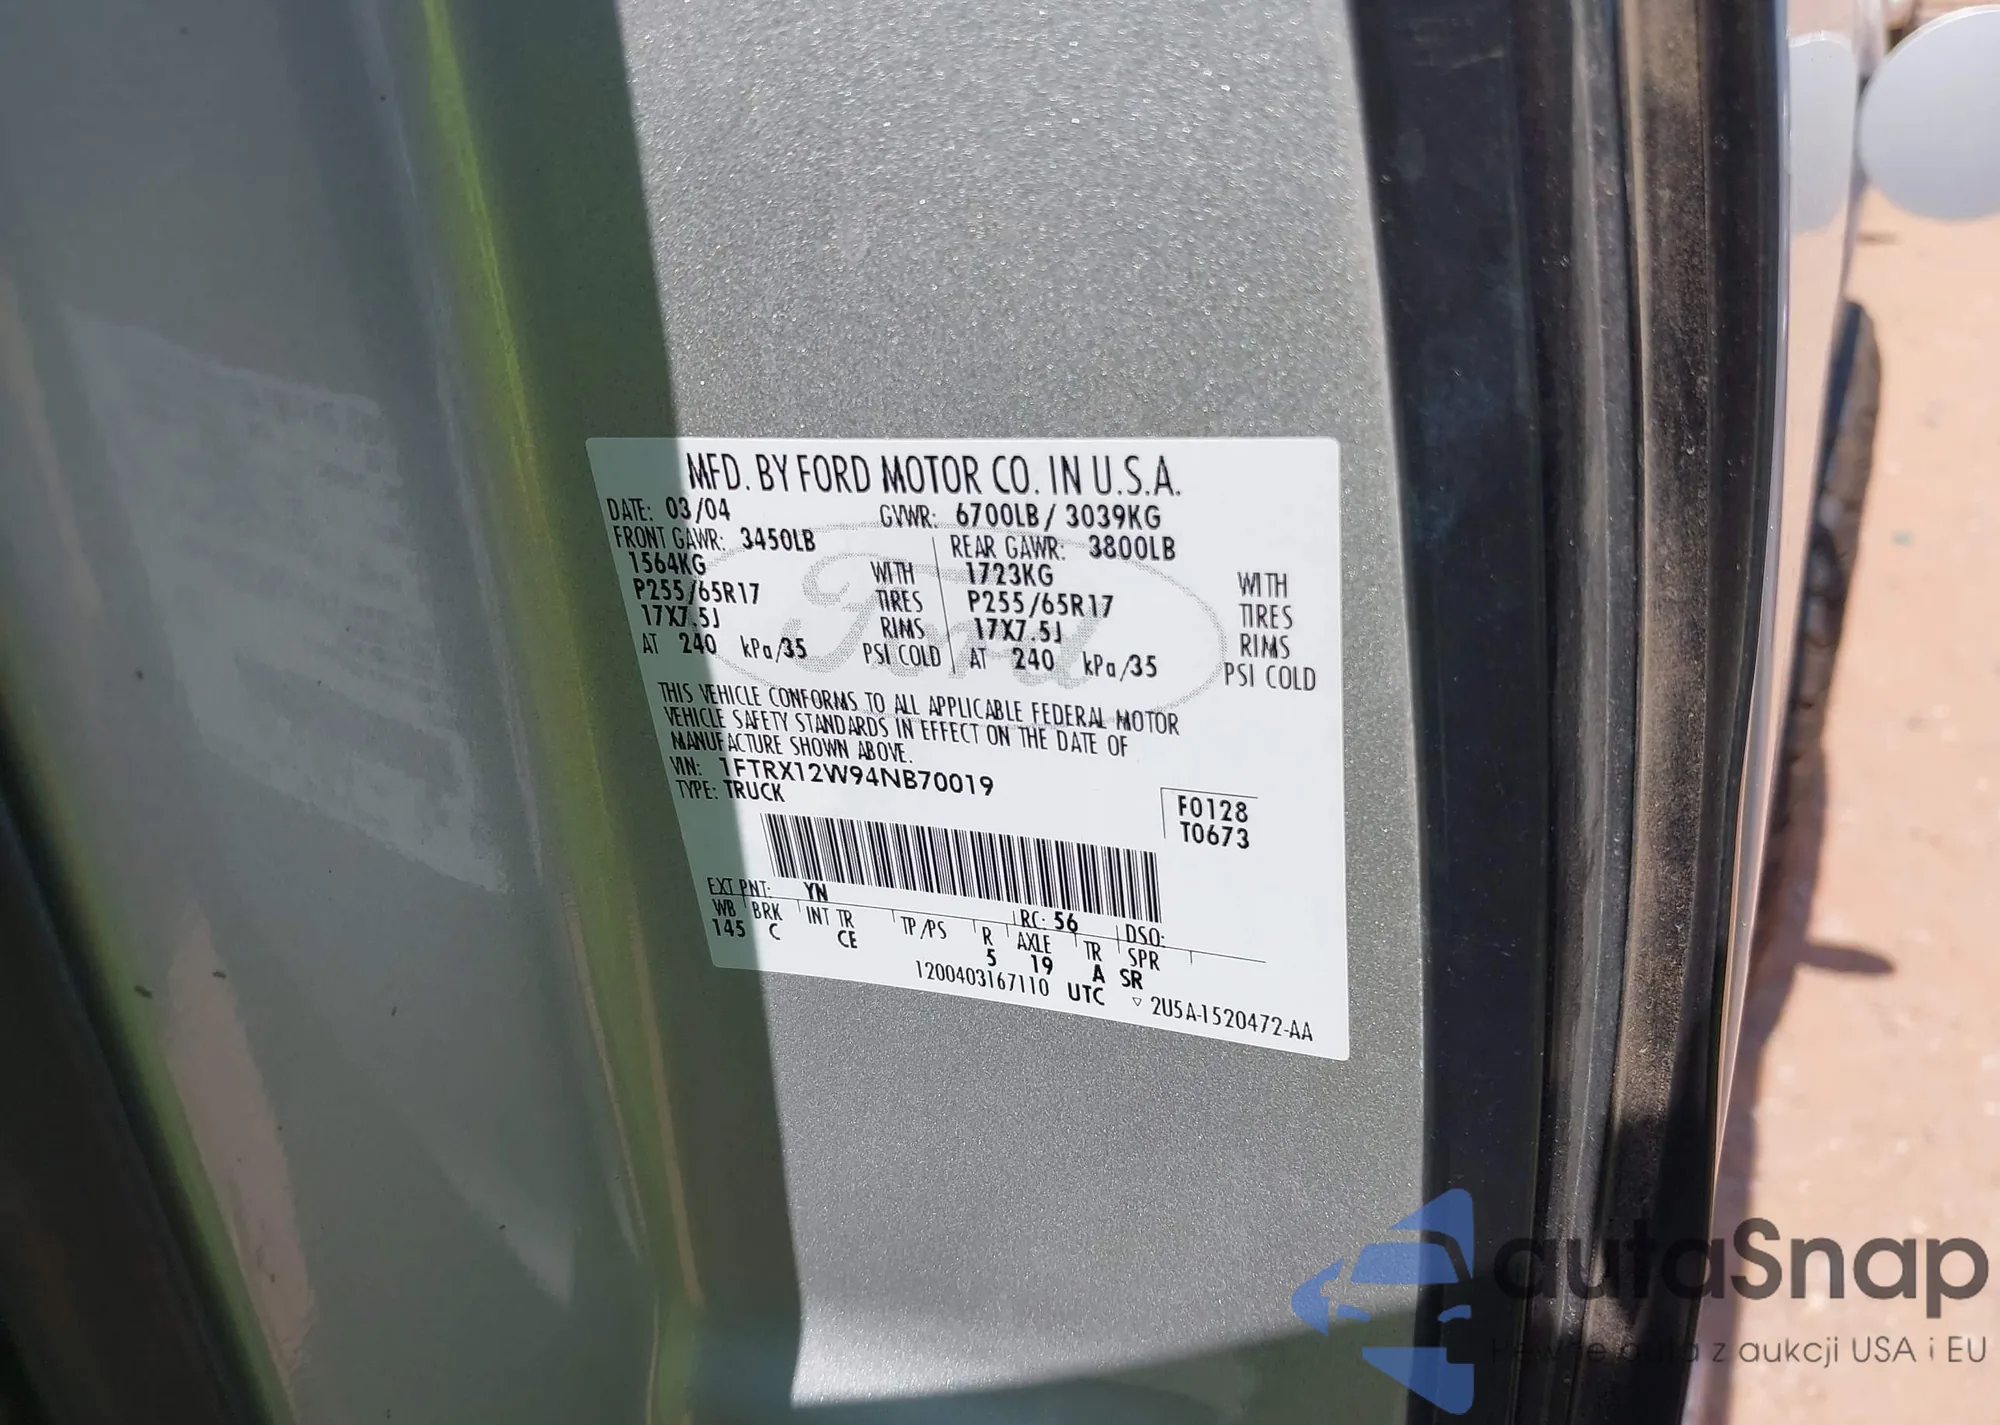 MFD. BY FORD MOTOR CO. IN U.S.A.
DATE: 03/04 GVWR: 6700LB / 3039KG
FRONT GAWR: 3450LB REAR GAWR: 3800LB
1564KG WITH 1723KG WITH
P255/65R17 TIRES P255/65R17 TIRES
17X7.5J RIMS 17X7.5J RIMS
AT 240 kPa/35 PSI COLD AT 240 kPa/35 PSI COLD
THIS VEHICLE CONFORMS TO ALL APPLICABLE FEDERAL MOTOR
VEHICLE SAFETY STANDARDS IN EFFECT ON THE DATE OF
MANUFACTURE SHOWN ABOVE.
VIN: 1FTRX12W94NB70019
TYPE: TRUCK
F0128
T0673
EXT PNT: YN RC: 56 DSO:
WB BRK INT TR TP/PS R AXLE TR SPR
145 C CE 5 19 A SR
1200403167110 UTC ▽ 2U5A-1520472-AA
Ford
autaSnap
Pewne auta z aukcji USA i EU